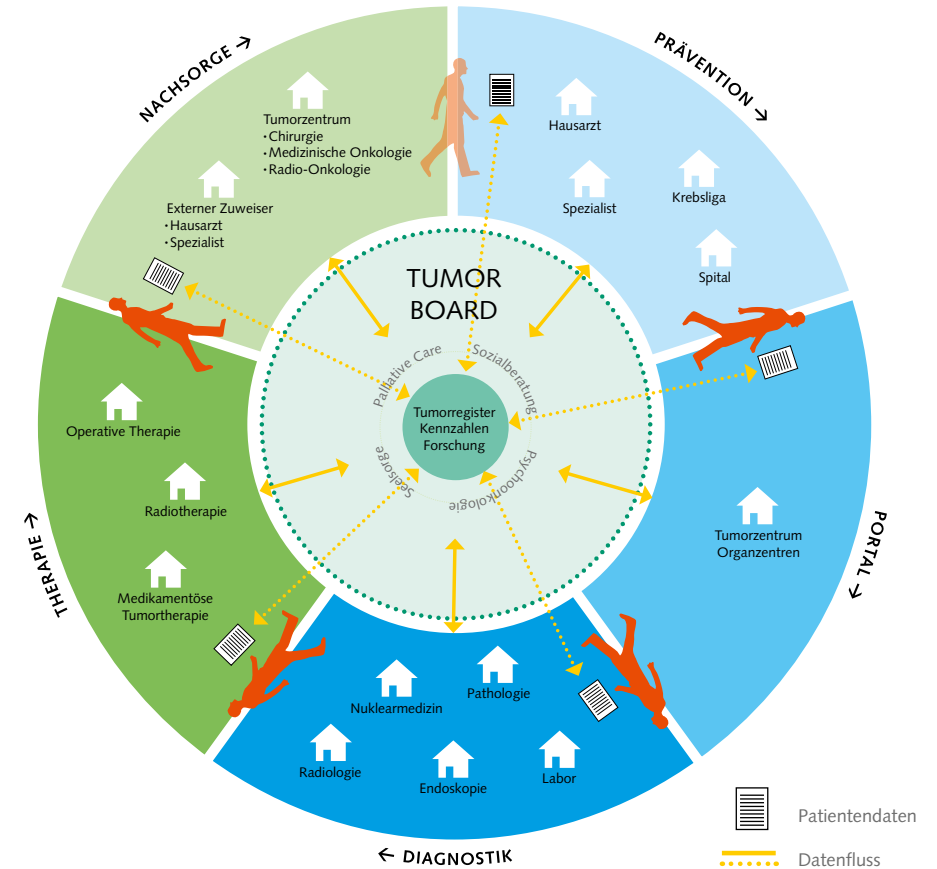 NACHSORGE →
PRÄVENTION →
Tumorzentrum
· Chirurgie
· Medizinische Onkologie
· Radio-Onkologie
Externer Zuweiser
· Hausarzt
· Spezialist
Hausarzt
Spezialist
Krebsliga
Spital
TUMOR
BOARD
Palliative Care
Sozialberatung
Psychoonkologie
Seelsorge
Tumorregister
Kennzahlen
Forschung
Operative Therapie
Radiotherapie
Medikamentöse
Tumortherapie
THERAPIE →
Tumorzentrum
Organzentren
PORTAL →
Nuklearmedizin
Pathologie
Radiologie
Endoskopie
Labor
← DIAGNOSTIK
Patientendaten
Datenfluss